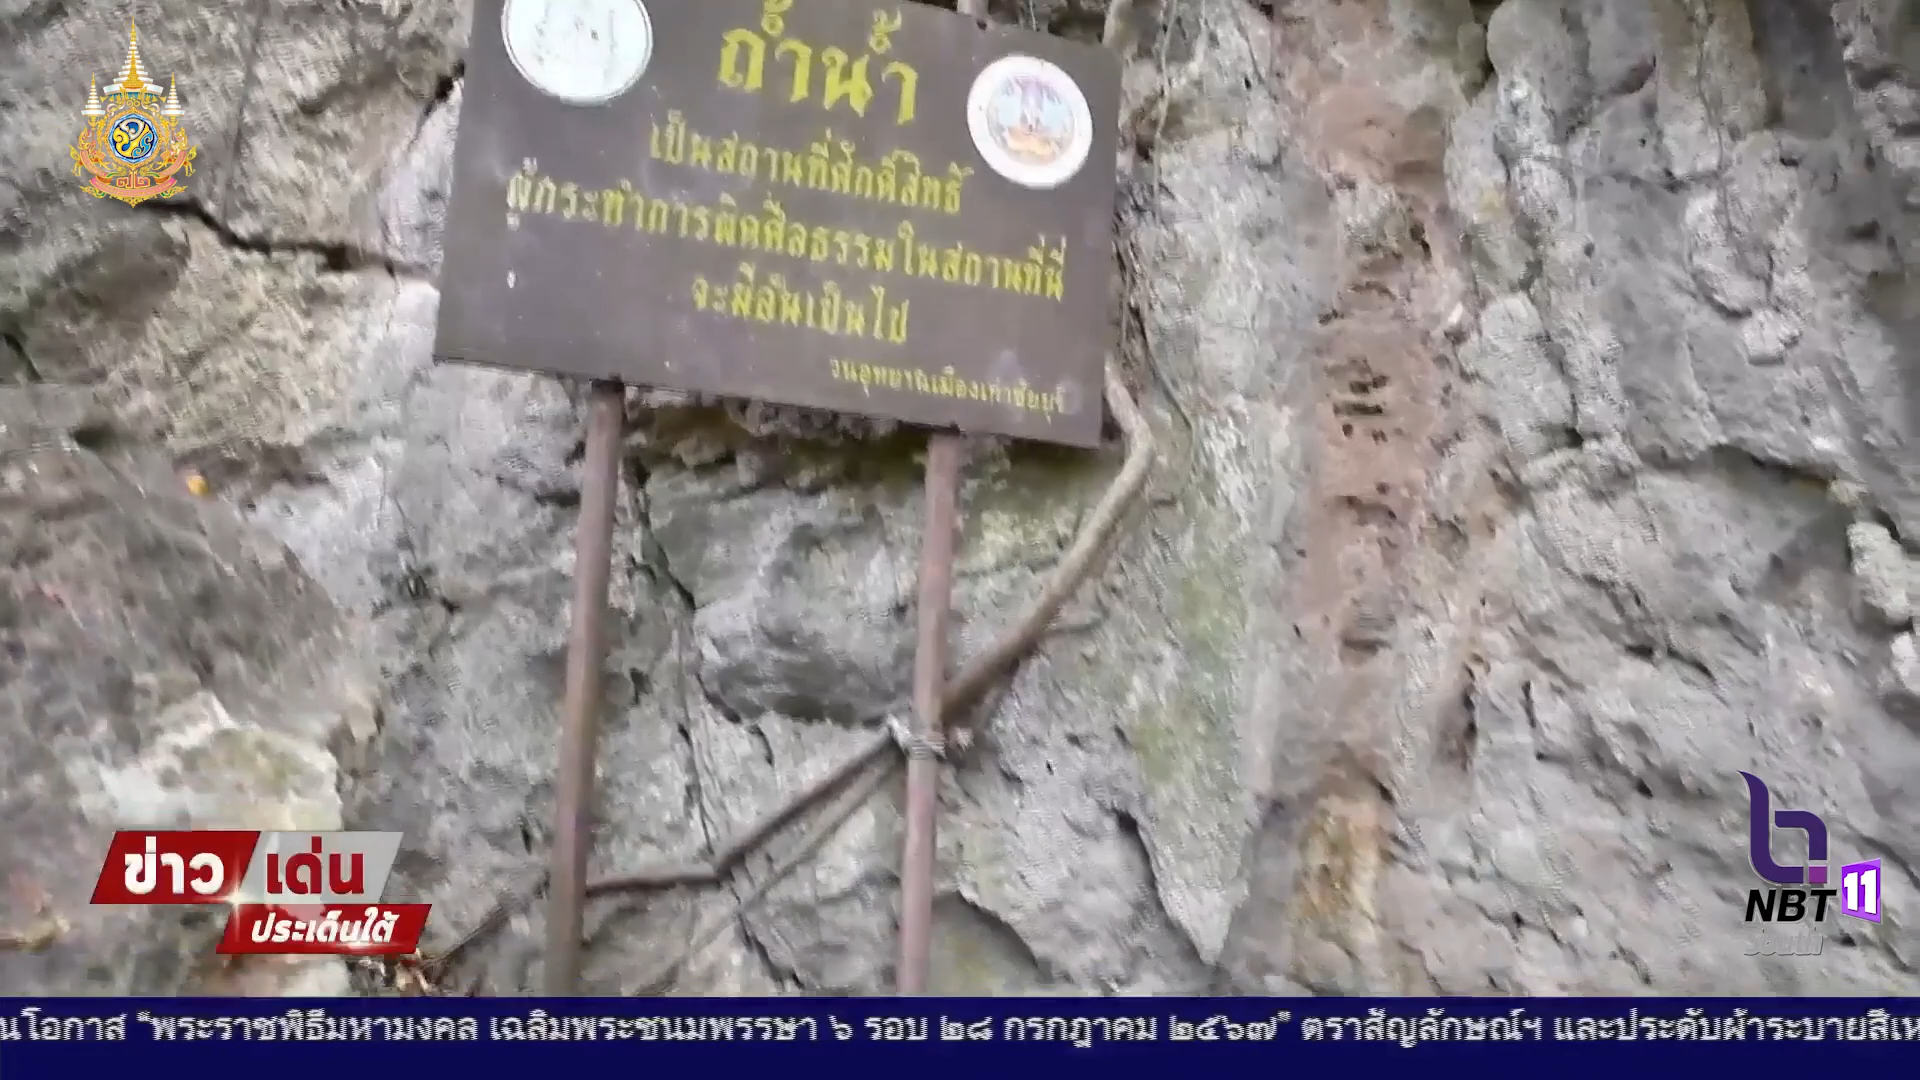 ถ้ำน้ำ
เป็นสถานที่ศักดิ์สิทธิ์
ผู้กระทำการผิดศีลธรรมในสถานที่นี้
จะมีอันเป็นไป
วนอุทยานเมืองเก่าชัยบุรี
ข่าวเด่น
ประเด็นใต้
NBT 11
South
นโอกาส "พระราชพิธีมหามงคล เฉลิมพระชนมพรรษา ๖ รอบ ๒๘ กรกฎาคม ๒๕๖๗" ตราสัญลักษณ์ฯ และประดับผ้าระบายสีเห